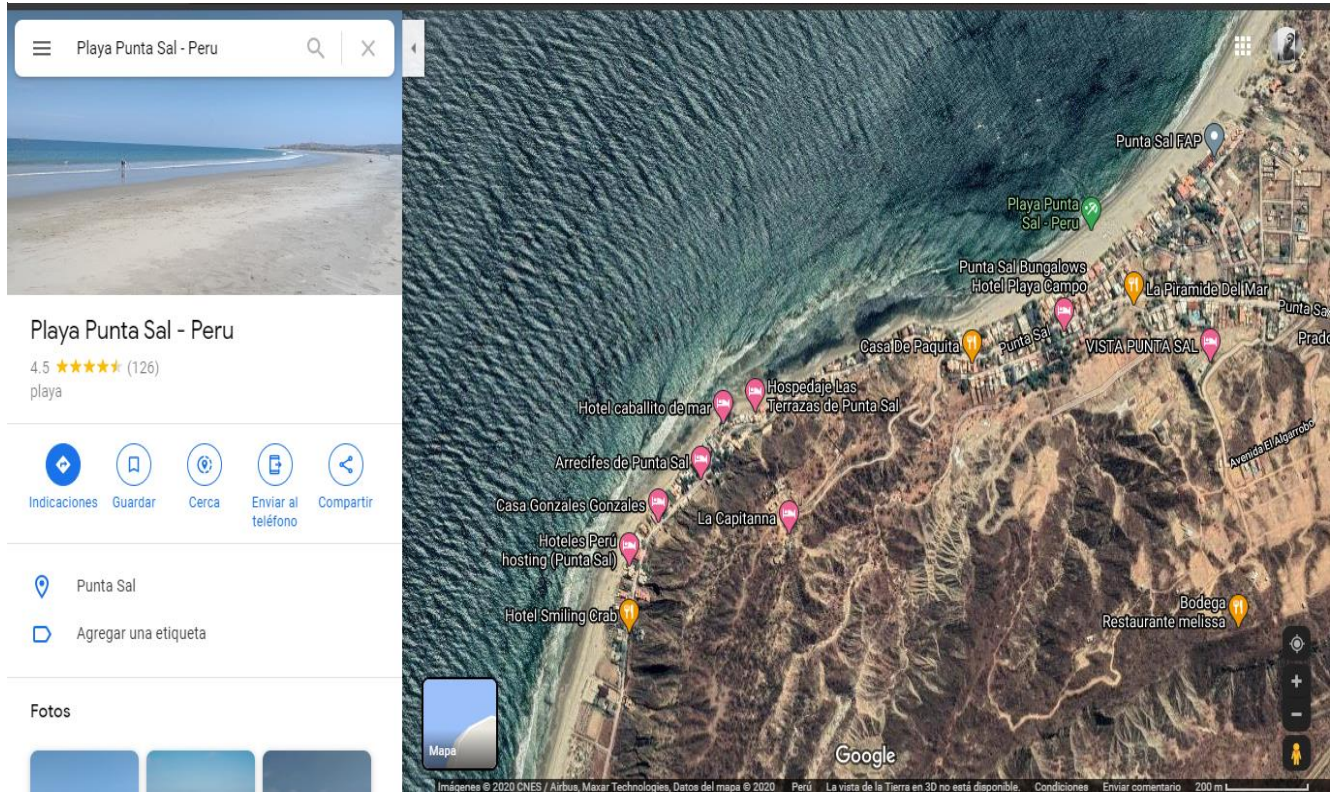 Playa Punta Sal - Peru
Playa Punta Sal - Peru
4.5 (126)
playa
Indicaciones
Guardar
Cerca
Enviar al
teléfono
Compartir
Punta Sal
Agregar una etiqueta
Fotos
Punta Sal FAP
Playa Punta
Sal - Peru
Punta Sal Bungalows
Hotel Playa Campo
La Piramide Del Mar
Punta Sa
Prado
Casa De Paquita
Punta Sal
VISTA PUNTA SAL
Hospedaje Las
Terrazas de Punta Sal
Hotel caballito de mar
Avenida El Algarrobo
Arrecifes de Punta Sal
Casa Gonzales Gonzales
La Capitanna
Hoteles Perú
hosting (Punta Sal)
Hotel Smiling Crab
Bodega
Restaurante melissa
Mapa
Google
Imágenes © 2020 CNES / Airbus, Maxar Technologies, Datos del mapa © 2020 Perú La vista de la Tierra en 3D no está disponible. Condiciones Enviar comentario 200 m